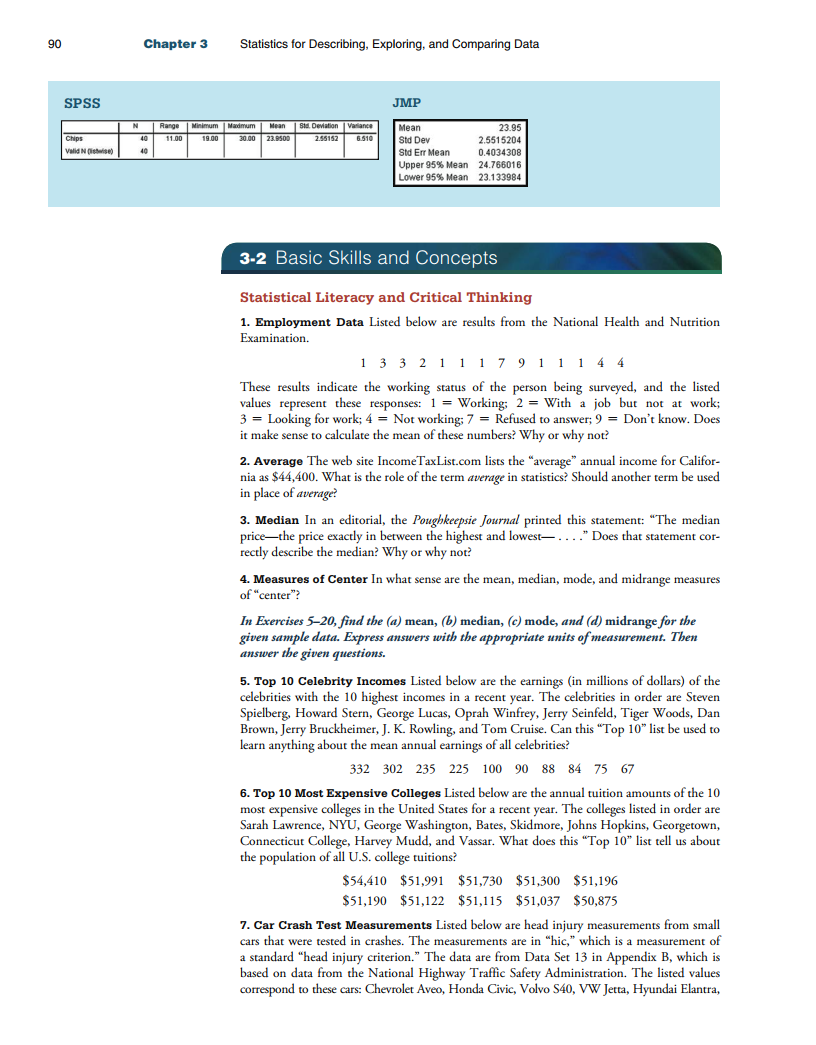 90 Chapter 3 Statistics for Describing, Exploring, and Comparing Data
SPSS
N Range Minimum Maximum Mean Std. Deviation Variance
Chips 40 11.00 19.00 30.00 23.9500 2.55152 6.510
Valid N (listwise) 40
JMP
Mean 23.95
Std Dev 2.5515204
Std Err Mean 0.4034308
Upper 95% Mean 24.766016
Lower 95% Mean 23.133984
3-2 Basic Skills and Concepts
Statistical Literacy and Critical Thinking
1. Employment Data Listed below are results from the National Health and Nutrition
Examination.
1 3 3 2 1 1 1 7 9 1 1 1 4 4
These results indicate the working status of the person being surveyed, and the listed
values represent these responses: 1 = Working; 2 = With a job but not at work;
3 = Looking for work; 4 = Not working; 7 = Refused to answer; 9 = Don't know. Does
it make sense to calculate the mean of these numbers? Why or why not?
2. Average The web site IncomeTaxList.com lists the “average” annual income for Califor-
nia as $44,400. What is the role of the term average in statistics? Should another term be used
in place of average?
3. Median In an editorial, the Poughkeepsie Journal printed this statement: “The median
price—the price exactly in between the highest and lowest— . . . .” Does that statement cor-
rectly describe the median? Why or why not?
4. Measures of Center In what sense are the mean, median, mode, and midrange measures
of “center”?
In Exercises 5–20, find the (a) mean, (b) median, (c) mode, and (d) midrange for the
given sample data. Express answers with the appropriate units of measurement. Then
answer the given questions.
5. Top 10 Celebrity Incomes Listed below are the earnings (in millions of dollars) of the
celebrities with the 10 highest incomes in a recent year. The celebrities in order are Steven
Spielberg, Howard Stern, George Lucas, Oprah Winfrey, Jerry Seinfeld, Tiger Woods, Dan
Brown, Jerry Bruckheimer, J. K. Rowling, and Tom Cruise. Can this “Top 10” list be used to
learn anything about the mean annual earnings of all celebrities?
332 302 235 225 100 90 88 84 75 67
6. Top 10 Most Expensive Colleges Listed below are the annual tuition amounts of the 10
most expensive colleges in the United States for a recent year. The colleges listed in order are
Sarah Lawrence, NYU, George Washington, Bates, Skidmore, Johns Hopkins, Georgetown,
Connecticut College, Harvey Mudd, and Vassar. What does this “Top 10” list tell us about
the population of all U.S. college tuitions?
$54,410 $51,991 $51,730 $51,300 $51,196
$51,190 $51,122 $51,115 $51,037 $50,875
7. Car Crash Test Measurements Listed below are head injury measurements from small
cars that were tested in crashes. The measurements are in “hic,” which is a measurement of
a standard “head injury criterion.” The data are from Data Set 13 in Appendix B, which is
based on data from the National Highway Traffic Safety Administration. The listed values
correspond to these cars: Chevrolet Aveo, Honda Civic, Volvo S40, VW Jetta, Hyundai Elantra,